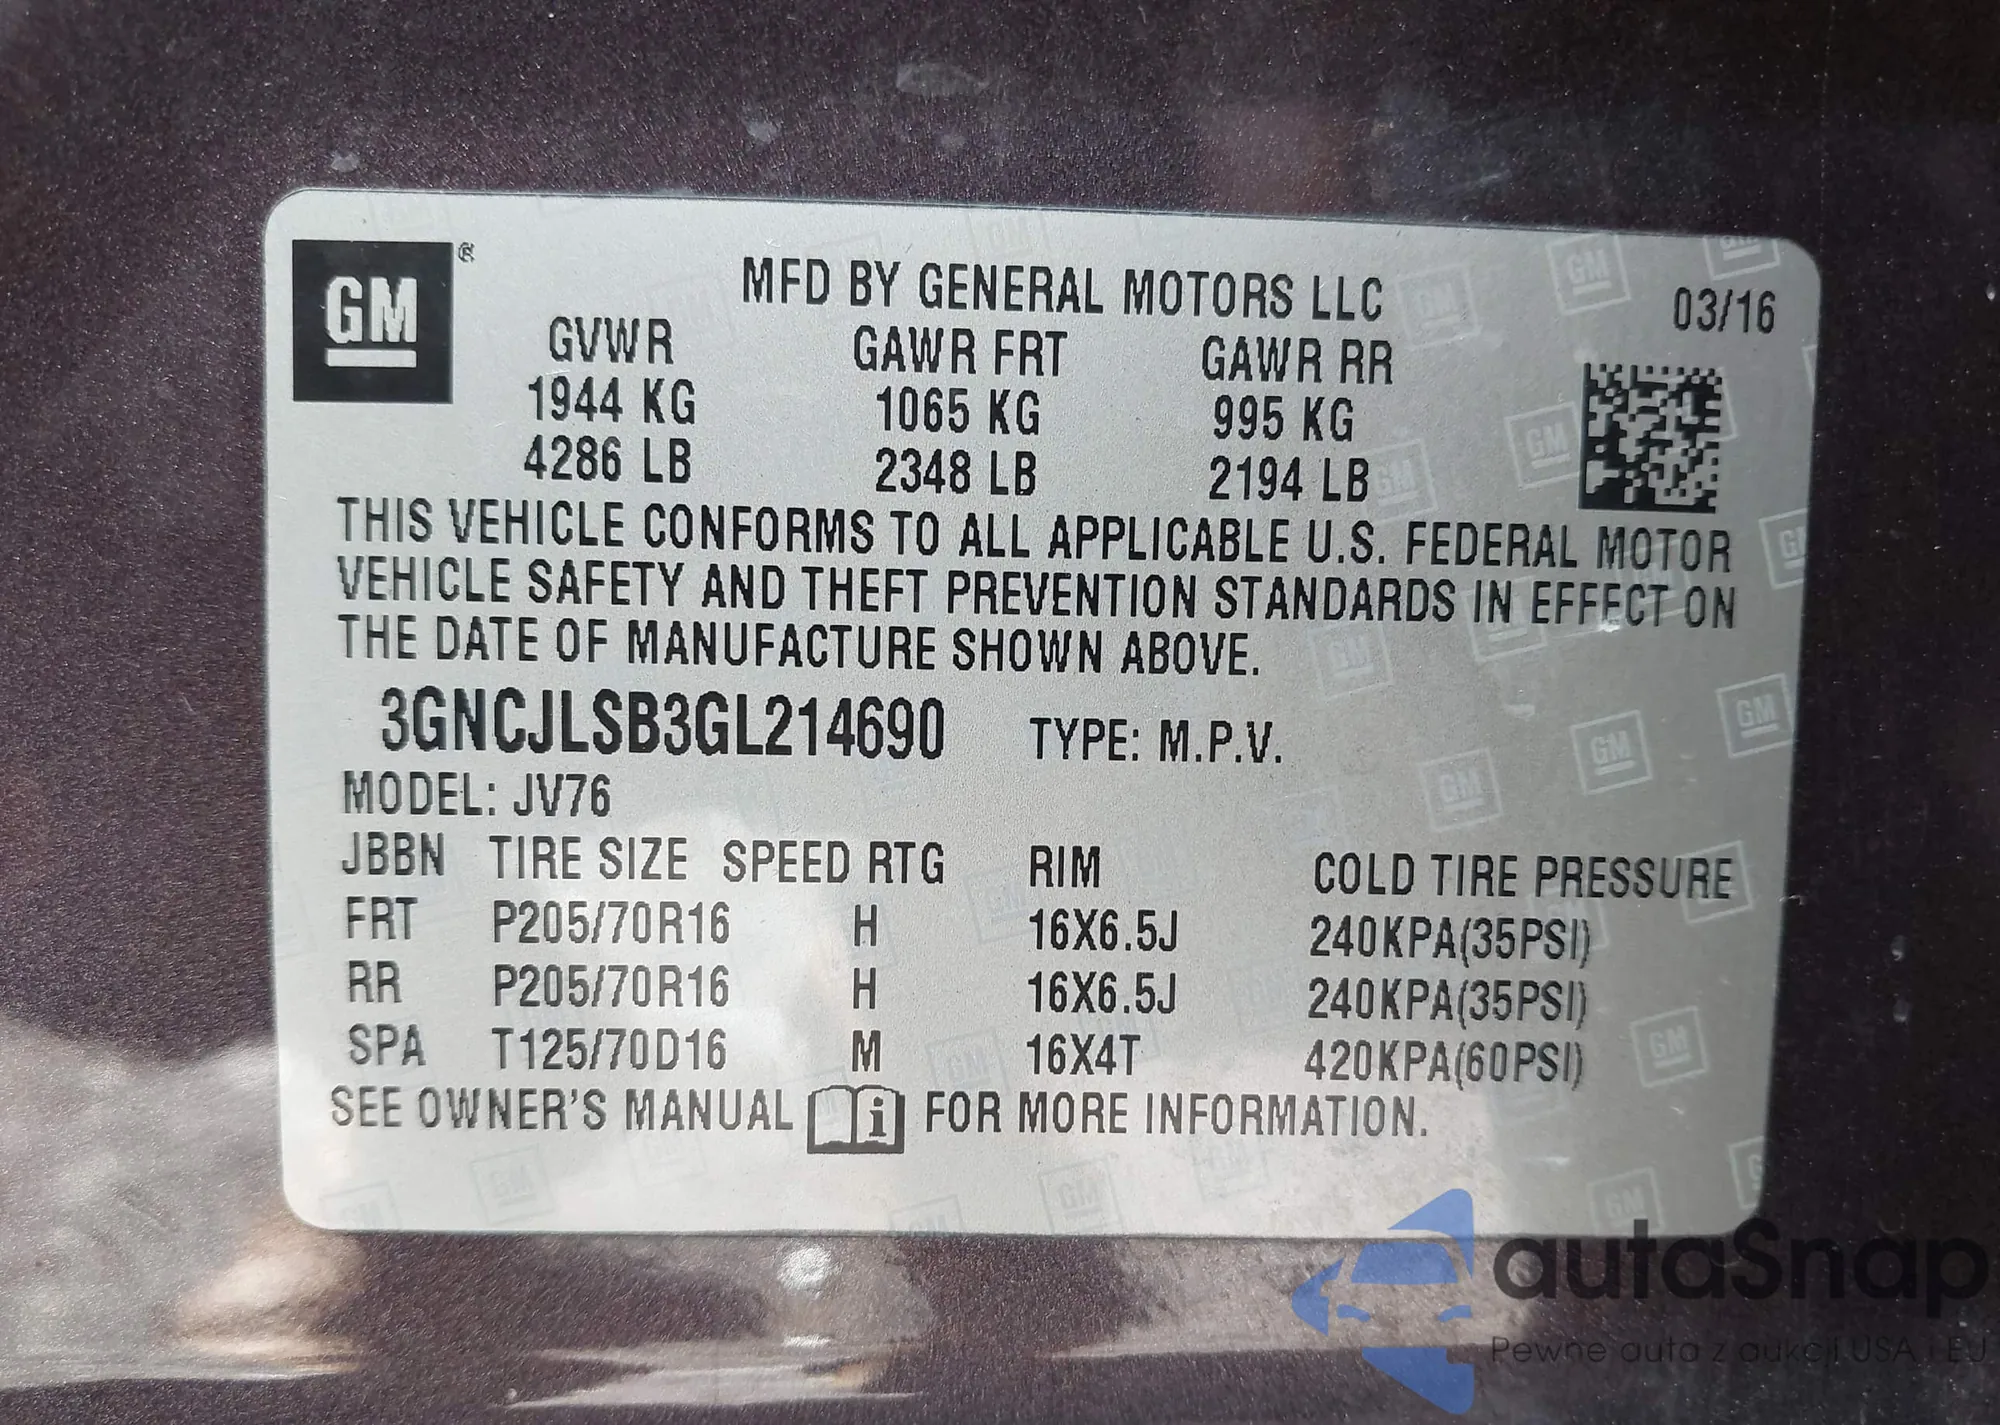 GM ®
MFD BY GENERAL MOTORS LLC 03/16
GVWR GAWR FRT GAWR RR
1944 KG 1065 KG 995 KG
4286 LB 2348 LB 2194 LB
THIS VEHICLE CONFORMS TO ALL APPLICABLE U.S. FEDERAL MOTOR
VEHICLE SAFETY AND THEFT PREVENTION STANDARDS IN EFFECT ON
THE DATE OF MANUFACTURE SHOWN ABOVE.
3GNCJLSB3GL214690 TYPE: M.P.V.
MODEL: JV76
JBBN TIRE SIZE SPEED RTG RIM COLD TIRE PRESSURE
FRT P205/70R16 H 16X6.5J 240KPA(35PSI)
RR P205/70R16 H 16X6.5J 240KPA(35PSI)
SPA T125/70D16 M 16X4T 420KPA(60PSI)
SEE OWNER'S MANUAL i FOR MORE INFORMATION.
autaSnap
Pewne auta z aukcji USA i EU